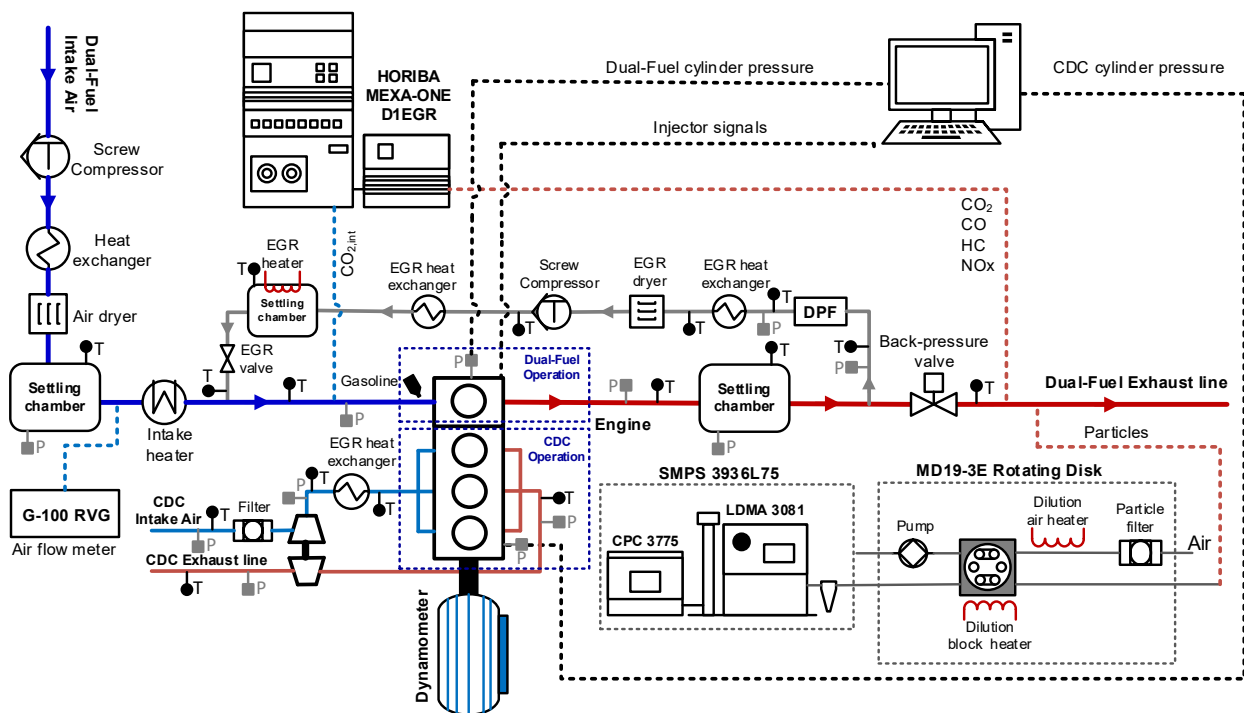 Dual-Fuel
Intake Air
HORIBA
MEXA-ONE
D1EGR
Dual-Fuel cylinder pressure
CDC cylinder pressure
Injector signals
Screw
Compressor
Heat
exchanger
Air dryer
CO2,int
CO2
CO
HC
NOx
T
EGR
heater
Settling
chamber
EGR
valve
EGR heat
exchanger
Screw
Compressor
T
EGR
dryer
T
EGR heat
exchanger
T
P
DPF
T
P
Back-pressure
valve
T
Settling
chamber
P
T
T
P
Intake
heater
Gasoline
P
Dual-Fuel
Operation
Engine
P
T
T
Settling
chamber
P
T
Dual-Fuel Exhaust line
Particles
G-100 RVG
Air flow meter
CDC
Intake Air
T
P
Filter
P
T
EGR heat
exchanger
T
CDC
Operation
T
P
P
CDC Exhaust line
T
P
Dynamometer
SMPS 3936L75
LDMA 3081
CPC 3775
MD19-3E Rotating Disk
Pump
Dilution
air heater
Particle
filter
Air
Dilution
block heater